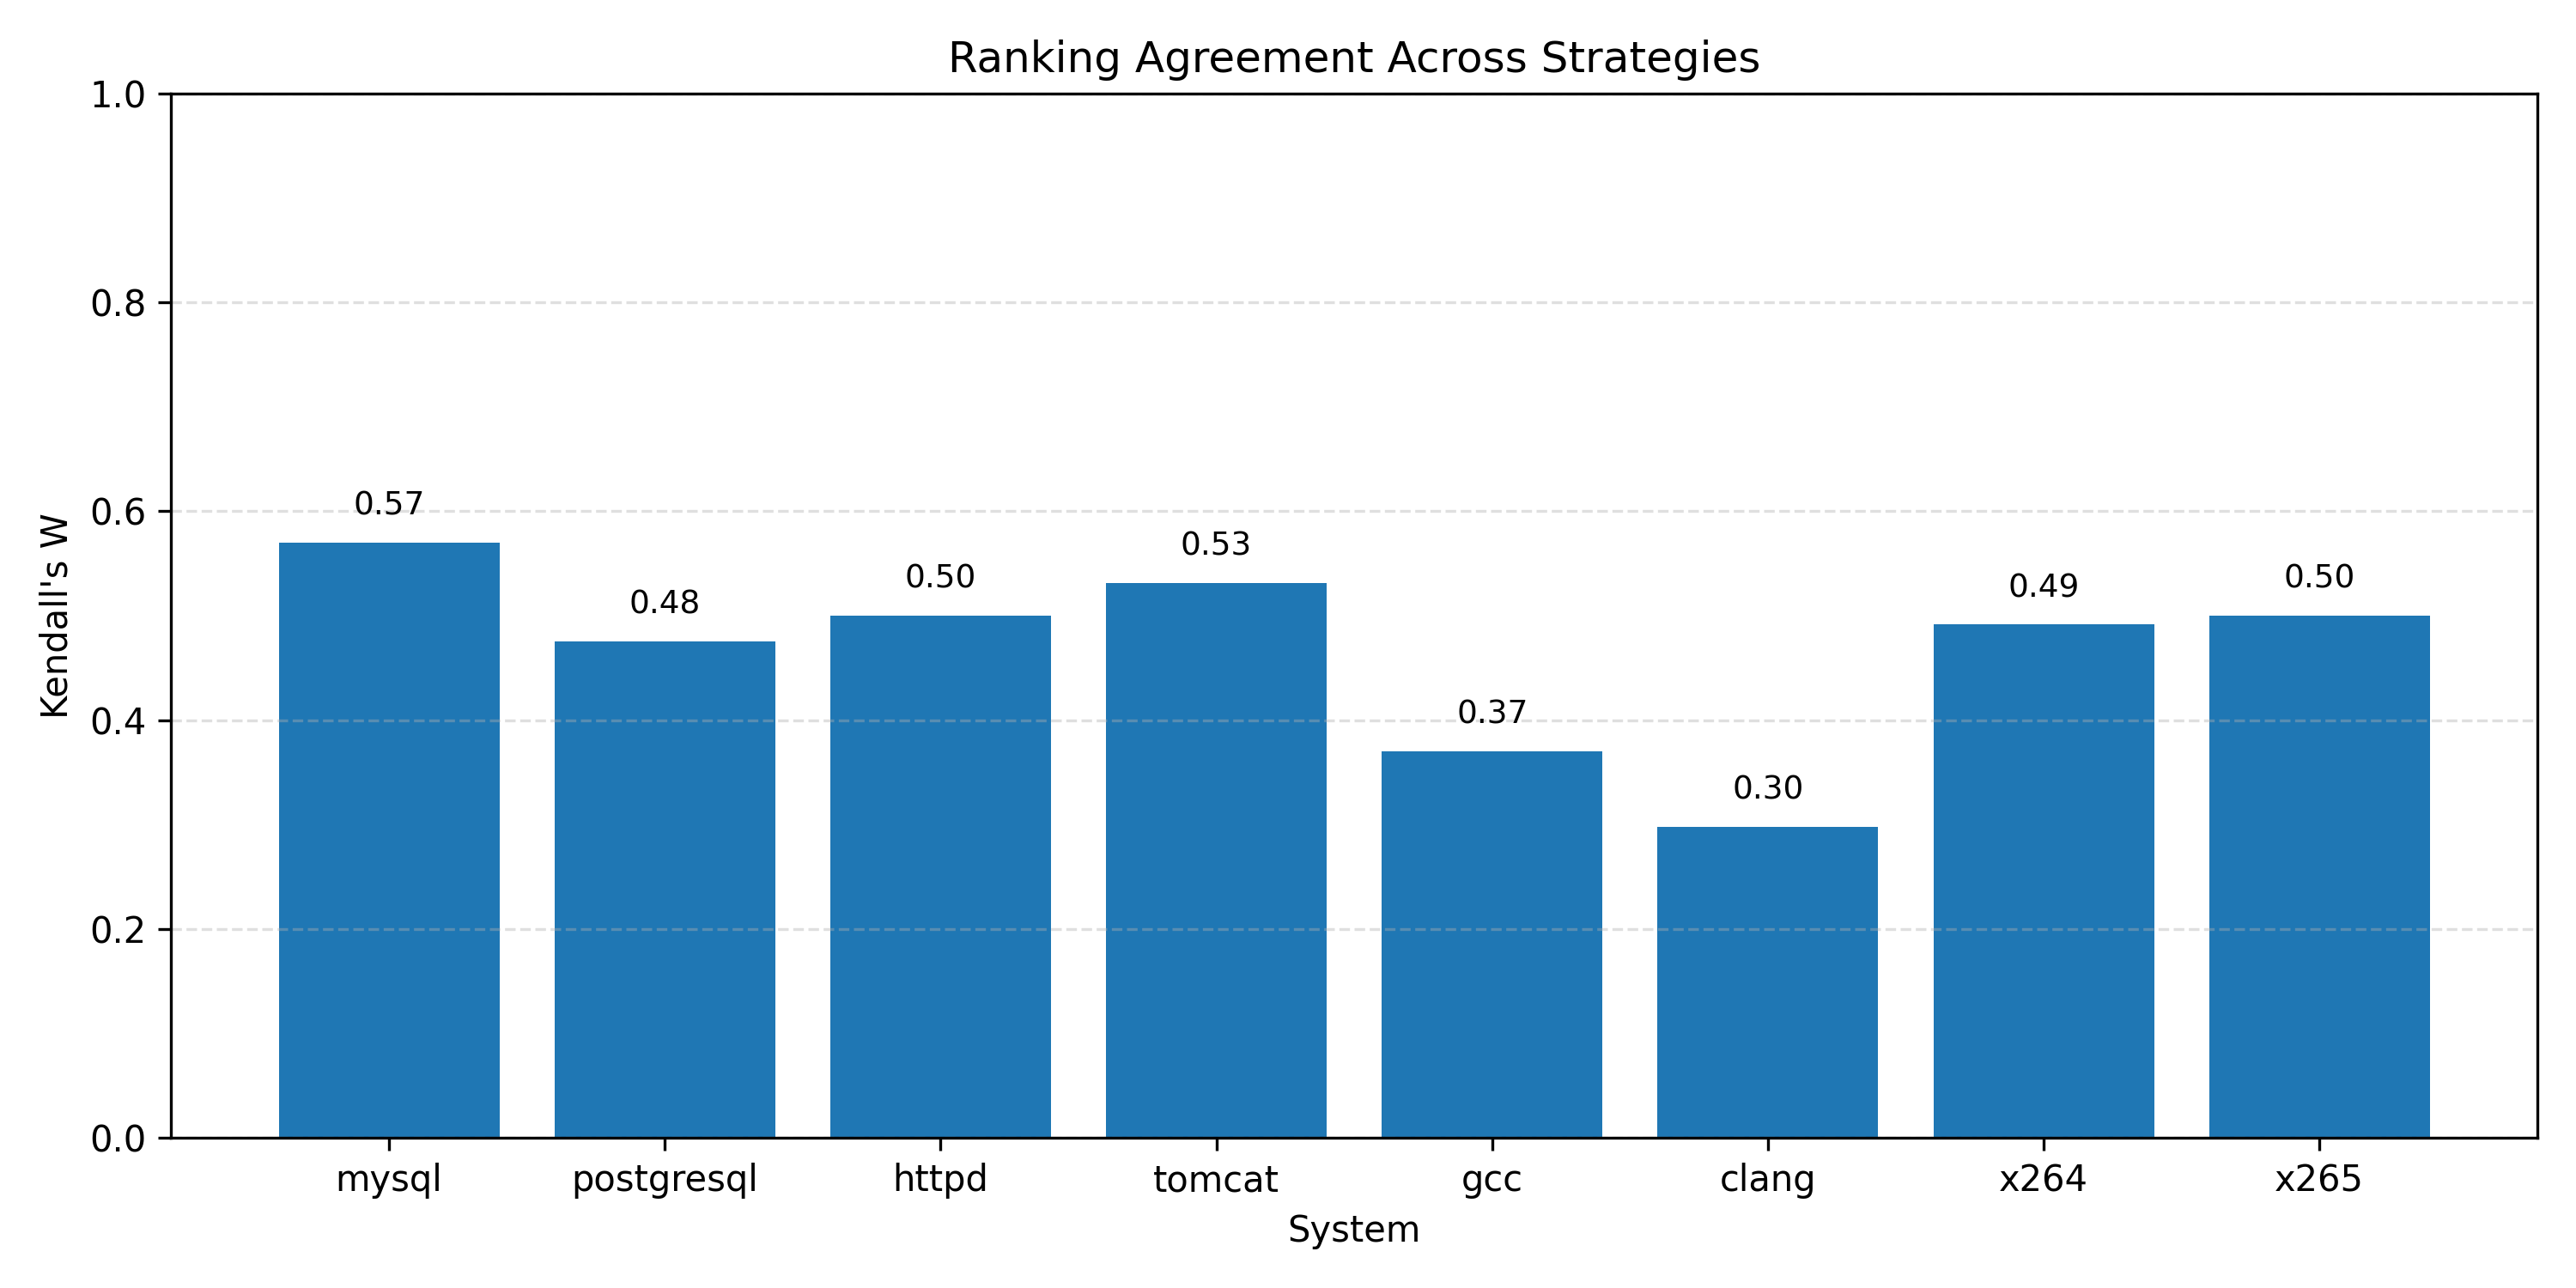 Ranking Agreement Across Strategies
Kendall's W
1.0
0.8
0.6
0.4
0.2
0.0
0.57
0.48
0.50
0.53
0.37
0.30
0.49
0.50
mysql
postgresql
httpd
tomcat
gcc
clang
x264
x265
System